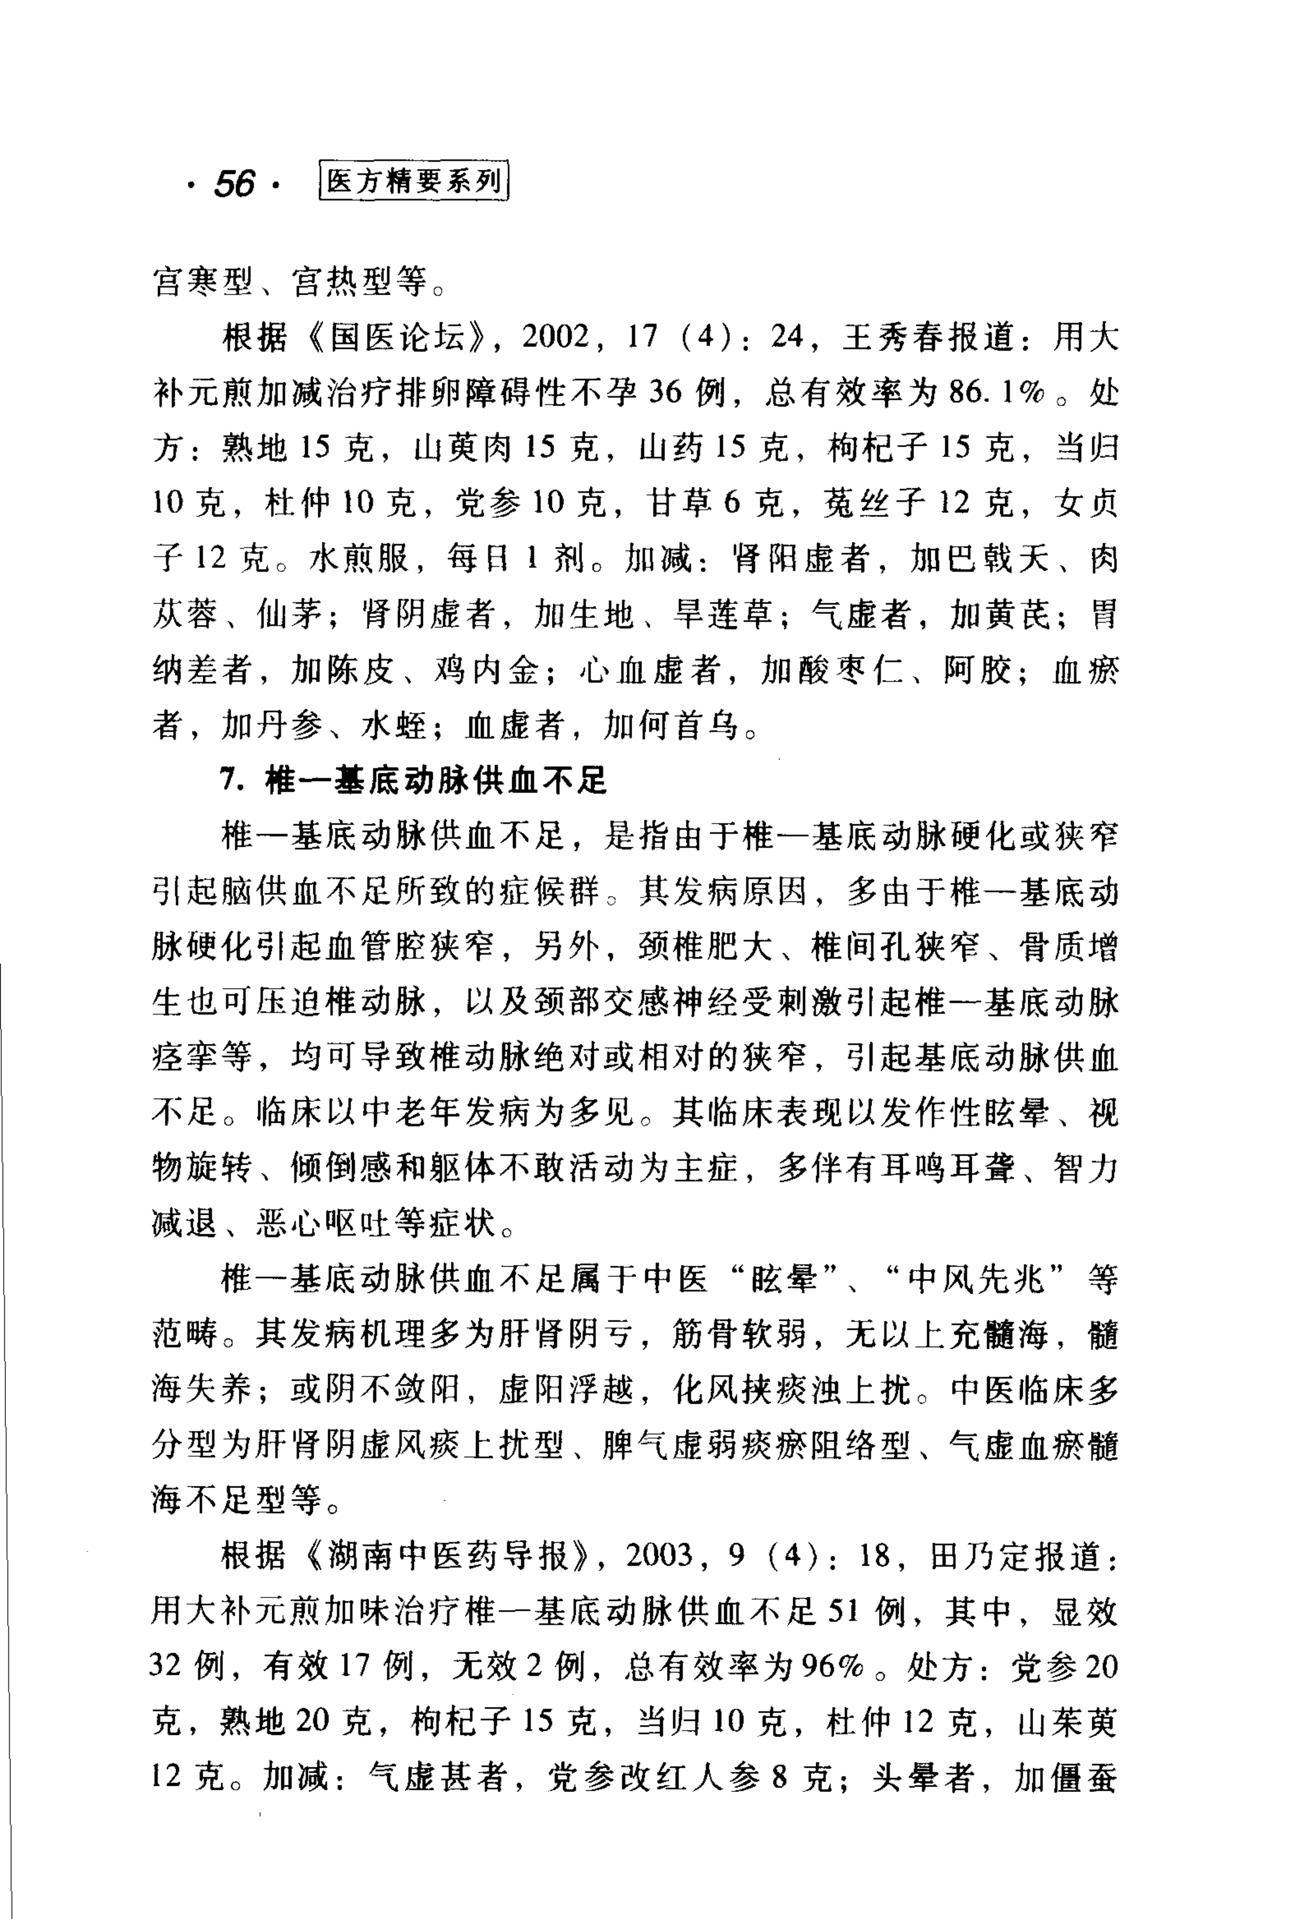 ·56· 医方精要系列
宫寒型、宫热型等。
根据《国医论坛》，2002，17（4）：24，王秀春报道：用大
补元煎加减治疗排卵障碍性不孕 36 例，总有效率为 86.1%。处
方：熟地 15 克，山萸肉 15 克，山药 15 克，枸杞子 15 克，当归
10 克，杜仲 10 克，党参 10 克，甘草 6 克，菟丝子 12 克，女贞
子 12 克。水煎服，每日 1 剂。加减：肾阳虚者，加巴戟天、肉
苁蓉、仙茅；肾阴虚者，加生地、旱莲草；气虚者，加黄芪；胃
纳差者，加陈皮、鸡内金；心血虚者，加酸枣仁、阿胶；血瘀
者，加丹参、水蛭；血虚者，加何首乌。
7. 椎—基底动脉供血不足
椎—基底动脉供血不足，是指由于椎—基底动脉硬化或狭窄
引起脑供血不足所致的症候群。其发病原因，多由于椎—基底动
脉硬化引起血管腔狭窄，另外，颈椎肥大、椎间孔狭窄、骨质增
生也可压迫椎动脉，以及颈部交感神经受刺激引起椎—基底动脉
痉挛等，均可导致椎动脉绝对或相对的狭窄，引起基底动脉供血
不足。临床以中老年发病为多见。其临床表现以发作性眩晕、视
物旋转、倾倒感和躯体不敢活动为主症，多伴有耳鸣耳聋、智力
减退、恶心呕吐等症状。
椎—基底动脉供血不足属于中医“眩晕”、“中风先兆”等
范畴。其发病机理多为肝肾阴亏，筋骨软弱，无以上充髓海，髓
海失养；或阴不敛阳，虚阳浮越，化风挟痰浊上扰。中医临床多
分型为肝肾阴虚风痰上扰型、脾气虚弱痰瘀阻络型、气虚血瘀髓
海不足型等。
根据《湖南中医药导报》，2003，9（4）：18，田乃定报道：
用大补元煎加味治疗椎—基底动脉供血不足 51 例，其中，显效
32 例，有效 17 例，无效 2 例，总有效率为 96%。处方：党参 20
克，熟地 20 克，枸杞子 15 克，当归 10 克，杜仲 12 克，山茱萸
12 克。加减：气虚甚者，党参改红人参 8 克；头晕者，加僵蚕